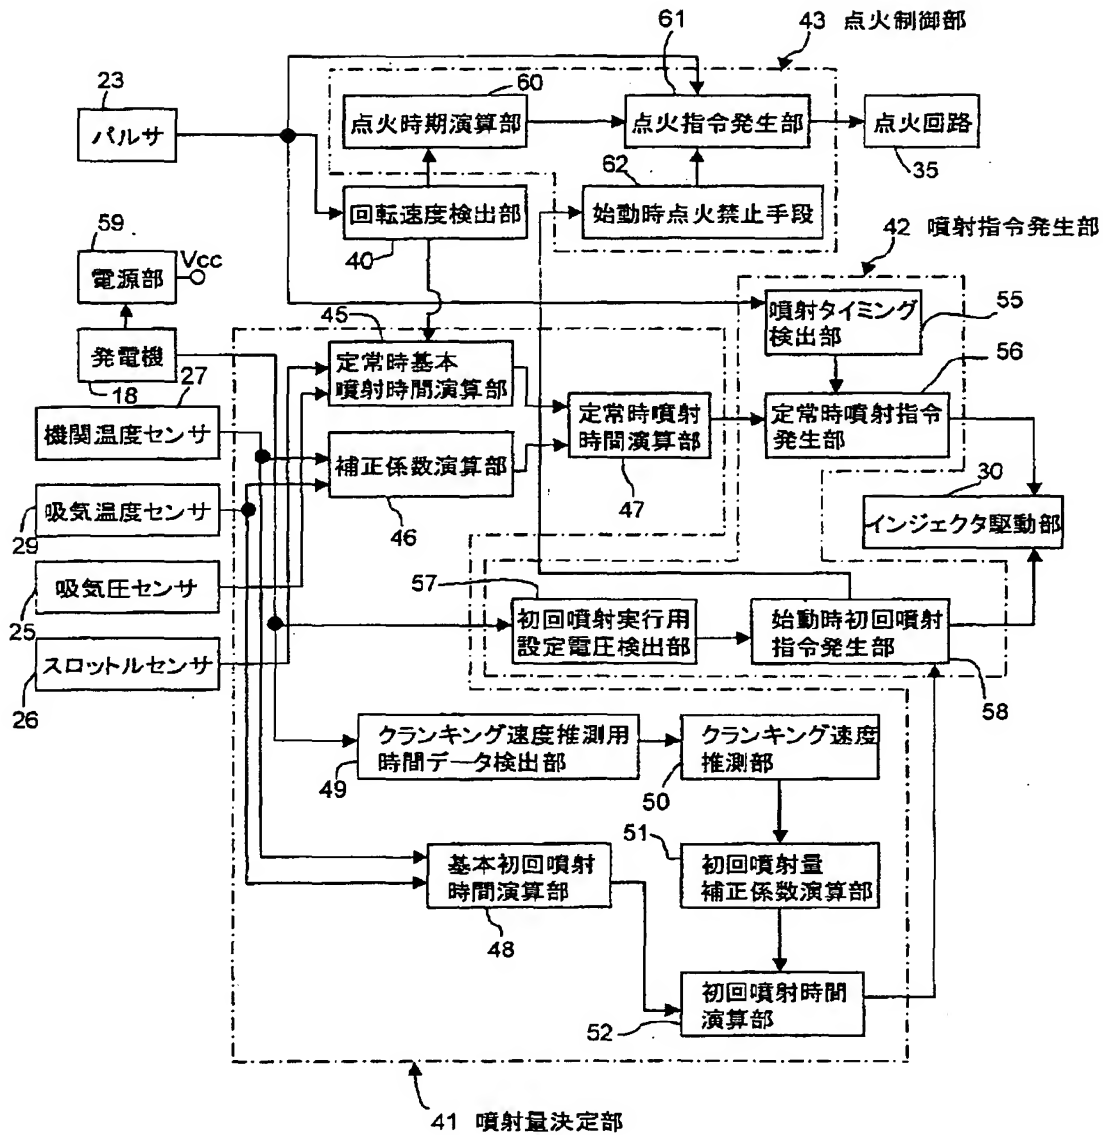 61
43 点火制御部
23
60
パルサ
点火時期演算部
点火指令発生部
点火回路
35
62
回転速度検出部
40
始動時点火禁止手段
42 噴射指令発生部
59
電源部
Vcc
45
噴射タイミング
検出部
55
発電機
18
27
定常時基本
噴射時間演算部
56
機関温度センサ
定常時噴射
時間演算部
47
定常時噴射指令
発生部
補正係数演算部
46
吸気温度センサ
29
30
インジェクタ駆動部
吸気圧センサ
25
57
初回噴射実行用
設定電圧検出部
始動時初回噴射
指令発生部
58
スロットルセンサ
26
クランキング速度推測用
時間データ検出部
49
クランキング速度
推測部
50
51
基本初回噴射
時間演算部
48
初回噴射量
補正係数演算部
初回噴射時間
演算部
52
41 噴射量決定部